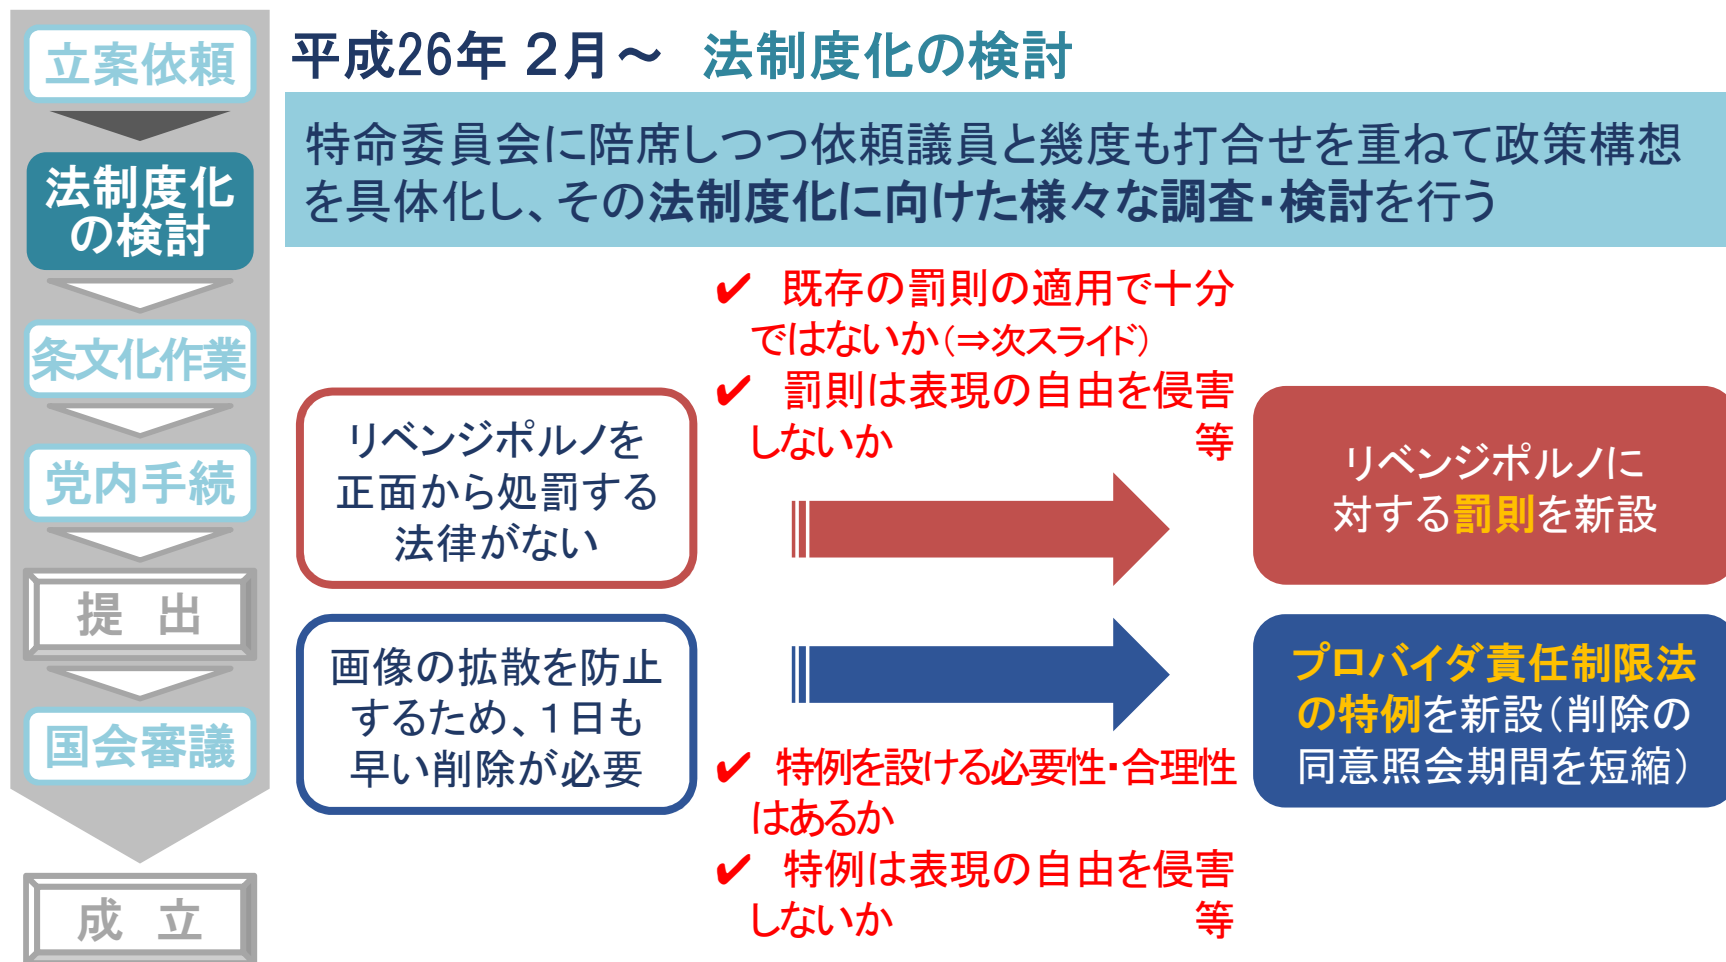 立案依頼
法制度化
の検討
条文化作業
党内手続
提 出
国会審議
成 立
平成26年 2月～ 法制度化の検討
特命委員会に陪席しつつ依頼議員と幾度も打合せを重ねて政策構想
を具体化し、その法制度化に向けた様々な調査・検討を行う
✔ 既存の罰則の適用で十分
ではないか（⇒次スライド）
✔ 罰則は表現の自由を侵害
しないか 等
リベンジポルノを
正面から処罰する
法律がない
リベンジポルノに
対する罰則を新設
画像の拡散を防止
するため、1日も
早い削除が必要
プロバイダ責任制限法
の特例を新設（削除の
同意照会期間を短縮）
✔ 特例を設ける必要性・合理性
はあるか
✔ 特例は表現の自由を侵害
しないか 等